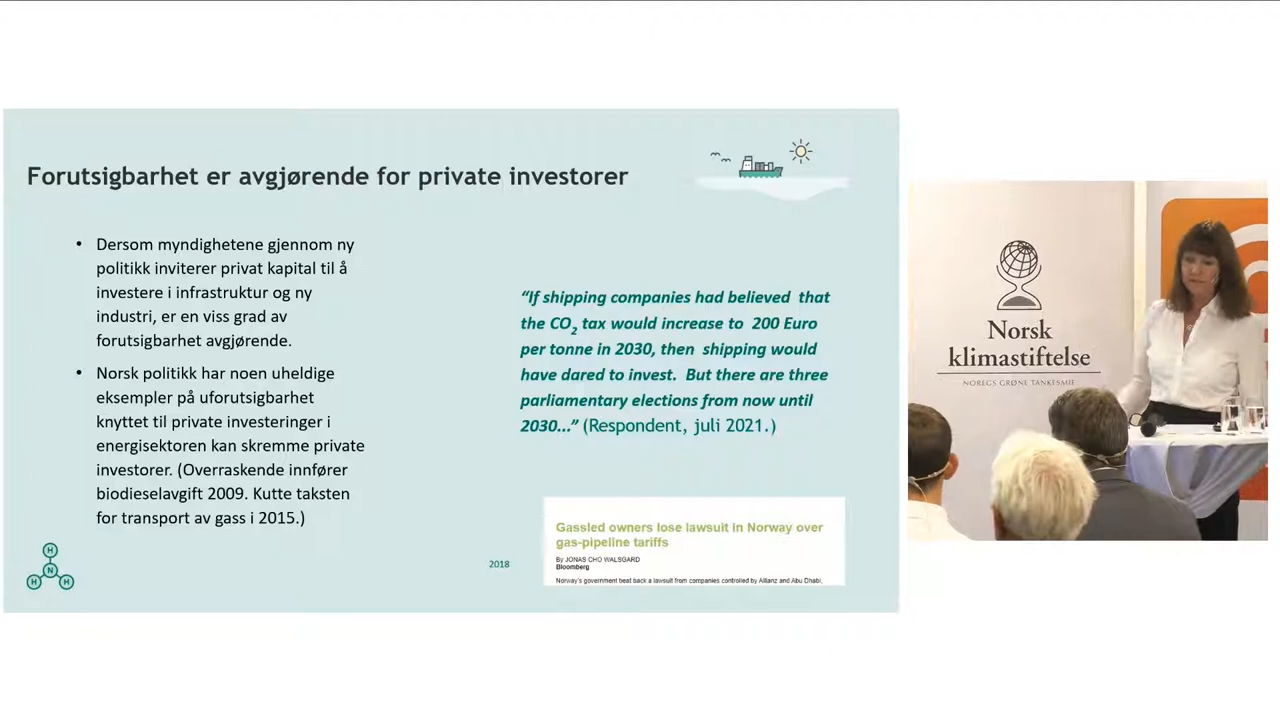 Forutsigbarhet er avgjørende for private investorer
• Dersom myndighetene gjennom ny
politikk inviterer privat kapital til å
investere i infrastruktur og ny
industri, er en viss grad av
forutsigbarhet avgjørende.
• Norsk politikk har noen uheldige
eksempler på uforutsigbarhet
knyttet til private investeringer i
energisektoren kan skremme private
investorer. (Overraskende innfører
biodieselavgift 2009. Kutte taksten
for transport av gass i 2015.)
“If shipping companies had believed that
the CO₂ tax would increase to 200 Euro
per tonne in 2030, then shipping would
have dared to invest. But there are three
parliamentary elections from now until
2030...” (Respondent, juli 2021.)
2018
Gassled owners lose lawsuit in Norway over
gas-pipeline tariffs
By JONAS CHO WALSGARD
Bloomberg
Norway's government beat back a lawsuit from companies controlled by Allianz and Abu Dhabi,
H
N
H
H
Norsk
klimastiftelse
NOREGS GRØNE TANKESMIE